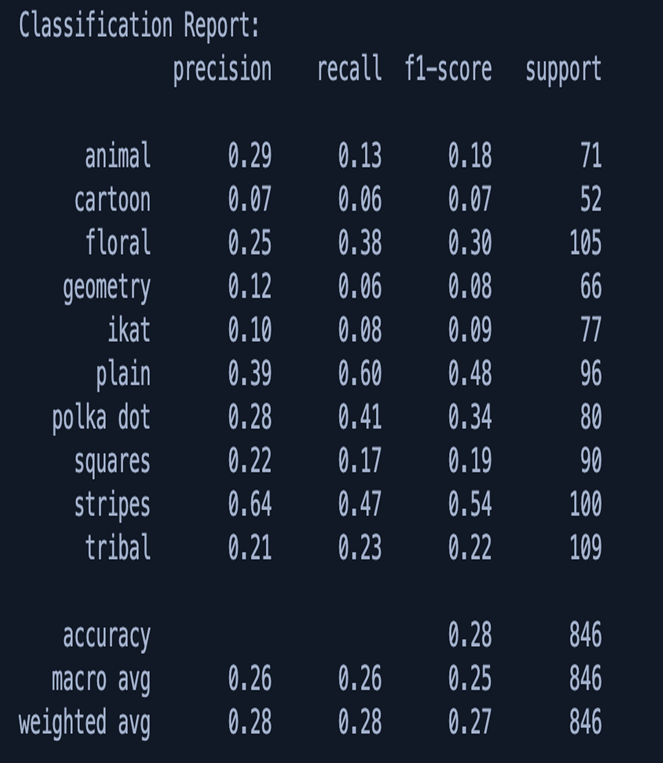 Classification Report:
precision recall f1-score support
animal 0.29 0.13 0.18 71
cartoon 0.07 0.06 0.07 52
floral 0.25 0.38 0.30 105
geometry 0.12 0.06 0.08 66
ikat 0.10 0.08 0.09 77
plain 0.39 0.60 0.48 96
polka dot 0.28 0.41 0.34 80
squares 0.22 0.17 0.19 90
stripes 0.64 0.47 0.54 100
tribal 0.21 0.23 0.22 109
accuracy 0.28 846
macro avg 0.26 0.26 0.25 846
weighted avg 0.28 0.28 0.27 846